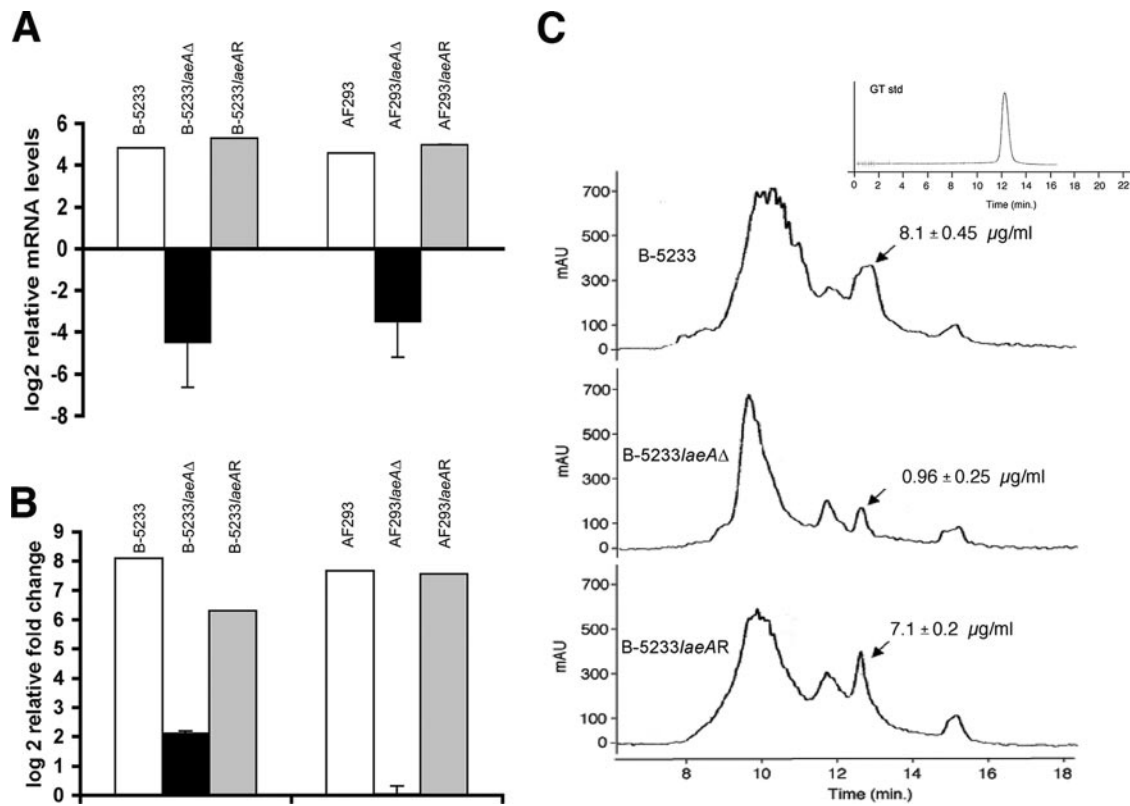 A
B-5233
B-5233laeAΔ
B-5233laeAR
AF293
AF293laeAΔ
AF293laeAR
log2 relative mRNA levels
6
4
2
0
-2
-4
-6
-8
B
B-5233
B-5233laeAΔ
B-5233laeAR
AF293
AF293laeAΔ
AF293laeAR
log 2 relative fold change
9
8
7
6
5
4
3
2
1
0
C
GT std
0 2 4 6 8 10 12 14 16 18 20 22
Time (min.)
700
500
300
100
0
mAU
B-5233
8.1 ± 0.45 µg/ml
700
500
300
100
0
mAU
B-5233laeAΔ
0.96 ± 0.25 µg/ml
700
500
300
100
0
mAU
B-5233laeAR
7.1 ± 0.2 µg/ml
8 10 12 14 16 18
Time (min.)